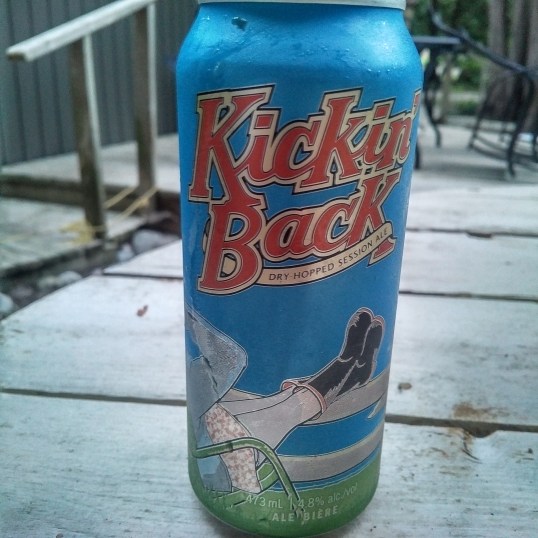 Kickin'
Back
DRY HOPPED SESSION ALE
473 mL | 4.8% alc./vol
ALE BIÈRE